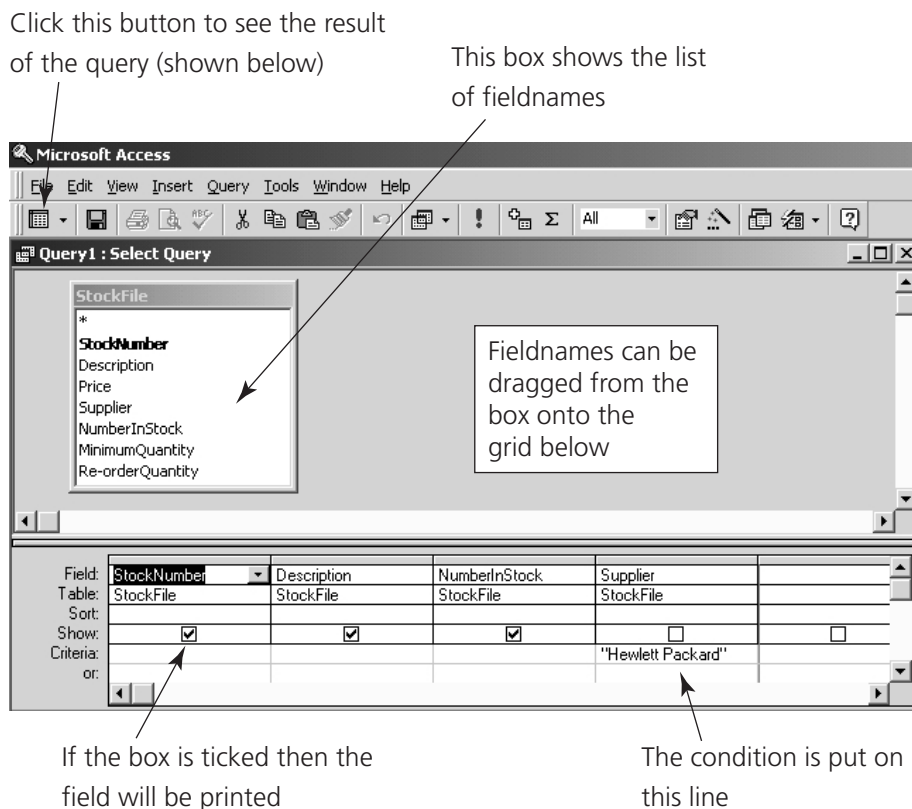 Click this button to see the result
of the query (shown below)
This box shows the list
of fieldnames
Microsoft Access
File Edit View Insert Query Tools Window Help
ABC All
Query1 : Select Query
StockFile
*
StockNumber
Description
Price
Supplier
NumberInStock
MinimumQuantity
Re-orderQuantity
Fieldnames can be
dragged from the
box onto the
grid below
Field: StockNumber Description NumberInStock Supplier
Table: StockFile StockFile StockFile StockFile
Sort:
Show:
Criteria: "Hewlett Packard"
or:
If the box is ticked then the
field will be printed
The condition is put on
this line